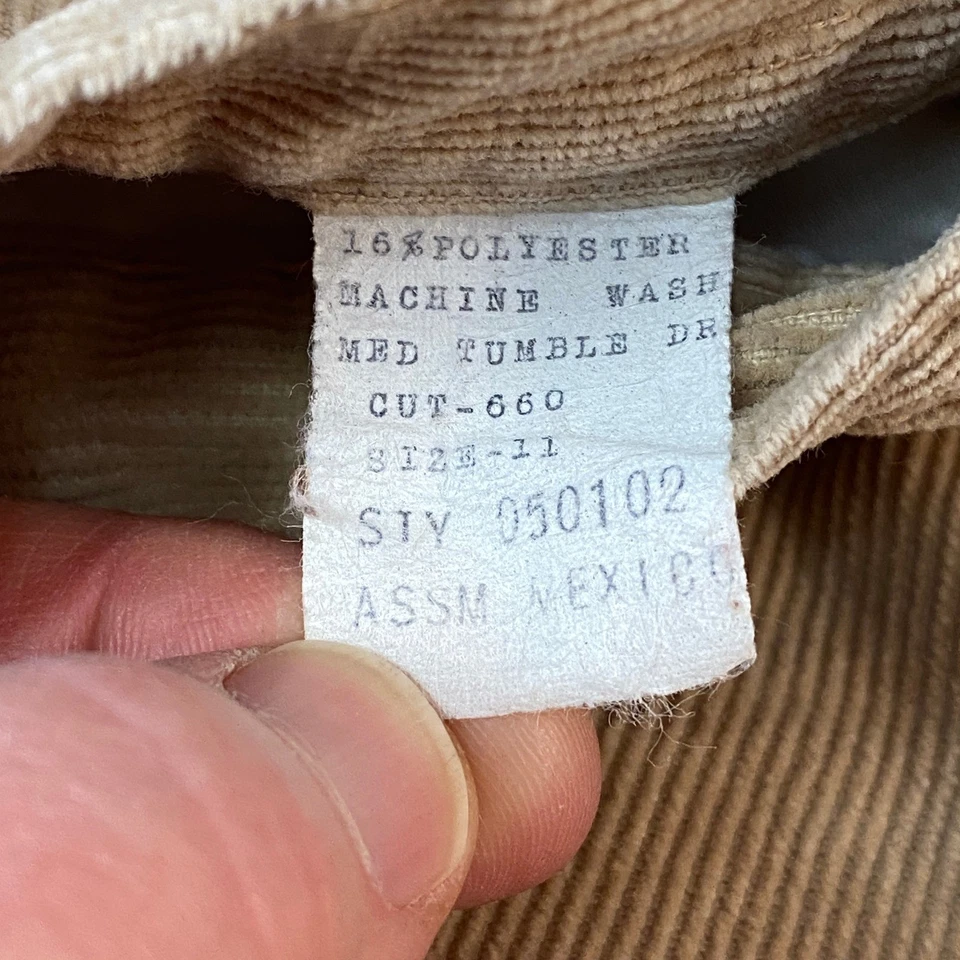 16%POLYESTER
MACHINE WASH
MED TUMBLE DR
CUT-660
SIZE-11
STY 050102
ASSM MEXICO